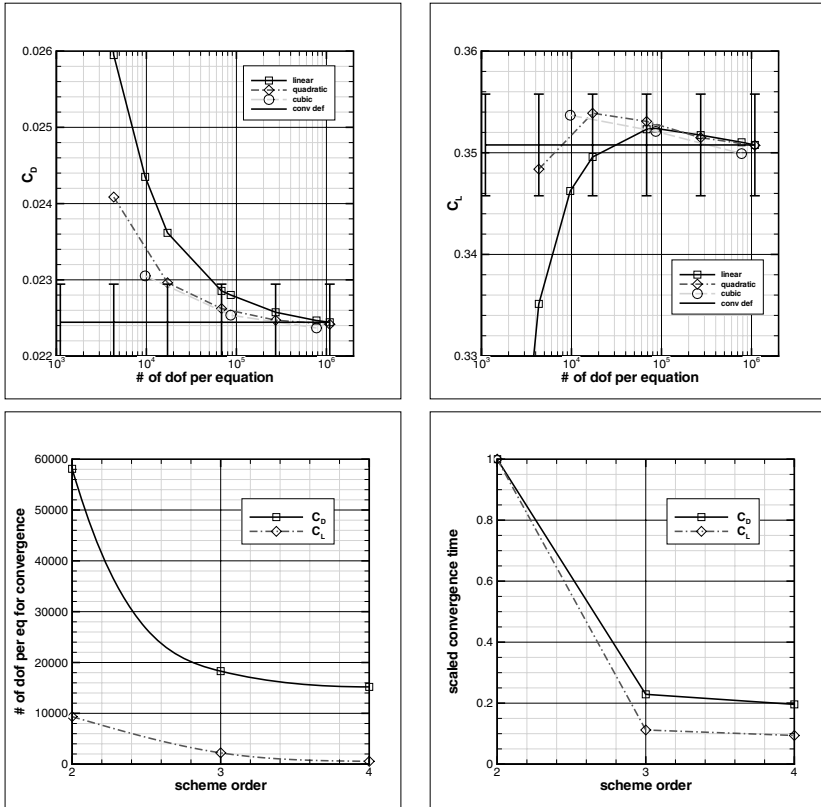 0.026
0.025
0.024
0.023
0.022
C_D
10^3
10^4
10^5
10^6
# of dof per equation
linear
quadratic
cubic
conv def
0.36
0.35
0.34
0.33
C_L
10^3
10^4
10^5
10^6
# of dof per equation
linear
quadratic
cubic
conv def
60000
50000
40000
30000
20000
10000
0
# of dof per eq for convergence
2
3
4
scheme order
C_D
C_L
1
0.8
0.6
0.4
0.2
0
scaled convergence time
2
3
4
scheme order
C_D
C_L